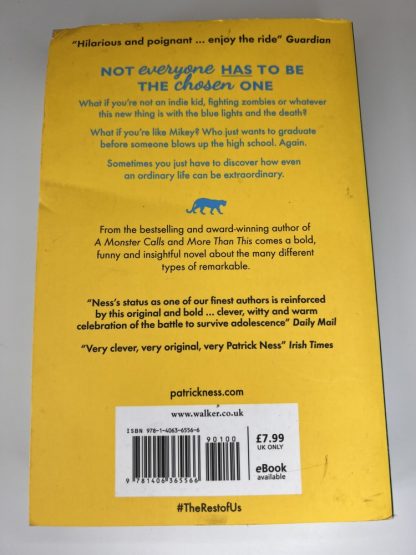 “Hilarious and poignant ... enjoy the ride” Guardian
NOT everyone HAS TO BE
THE chosen ONE
What if you’re not an indie kid, fighting zombies or whatever
this new thing is with the blue lights and the death?
What if you’re like Mikey? Who just wants to graduate
before someone blows up the high school. Again.
Sometimes you just have to discover how even
an ordinary life can be extraordinary.
From the bestselling and award-winning author of
A Monster Calls and More Than This comes a bold,
funny and insightful novel about the many different
types of remarkable.
“Ness’s status as one of our finest authors is reinforced
by this original and bold ... clever, witty and warm
celebration of the battle to survive adolescence” Daily Mail
“Very clever, very original, very Patrick Ness” Irish Times
patrickness.com
www.walker.co.uk
ISBN 978-1-4063-6556-6
90100
9 781406 365566
£7.99
UK ONLY
eBook
available
#TheRestofUs